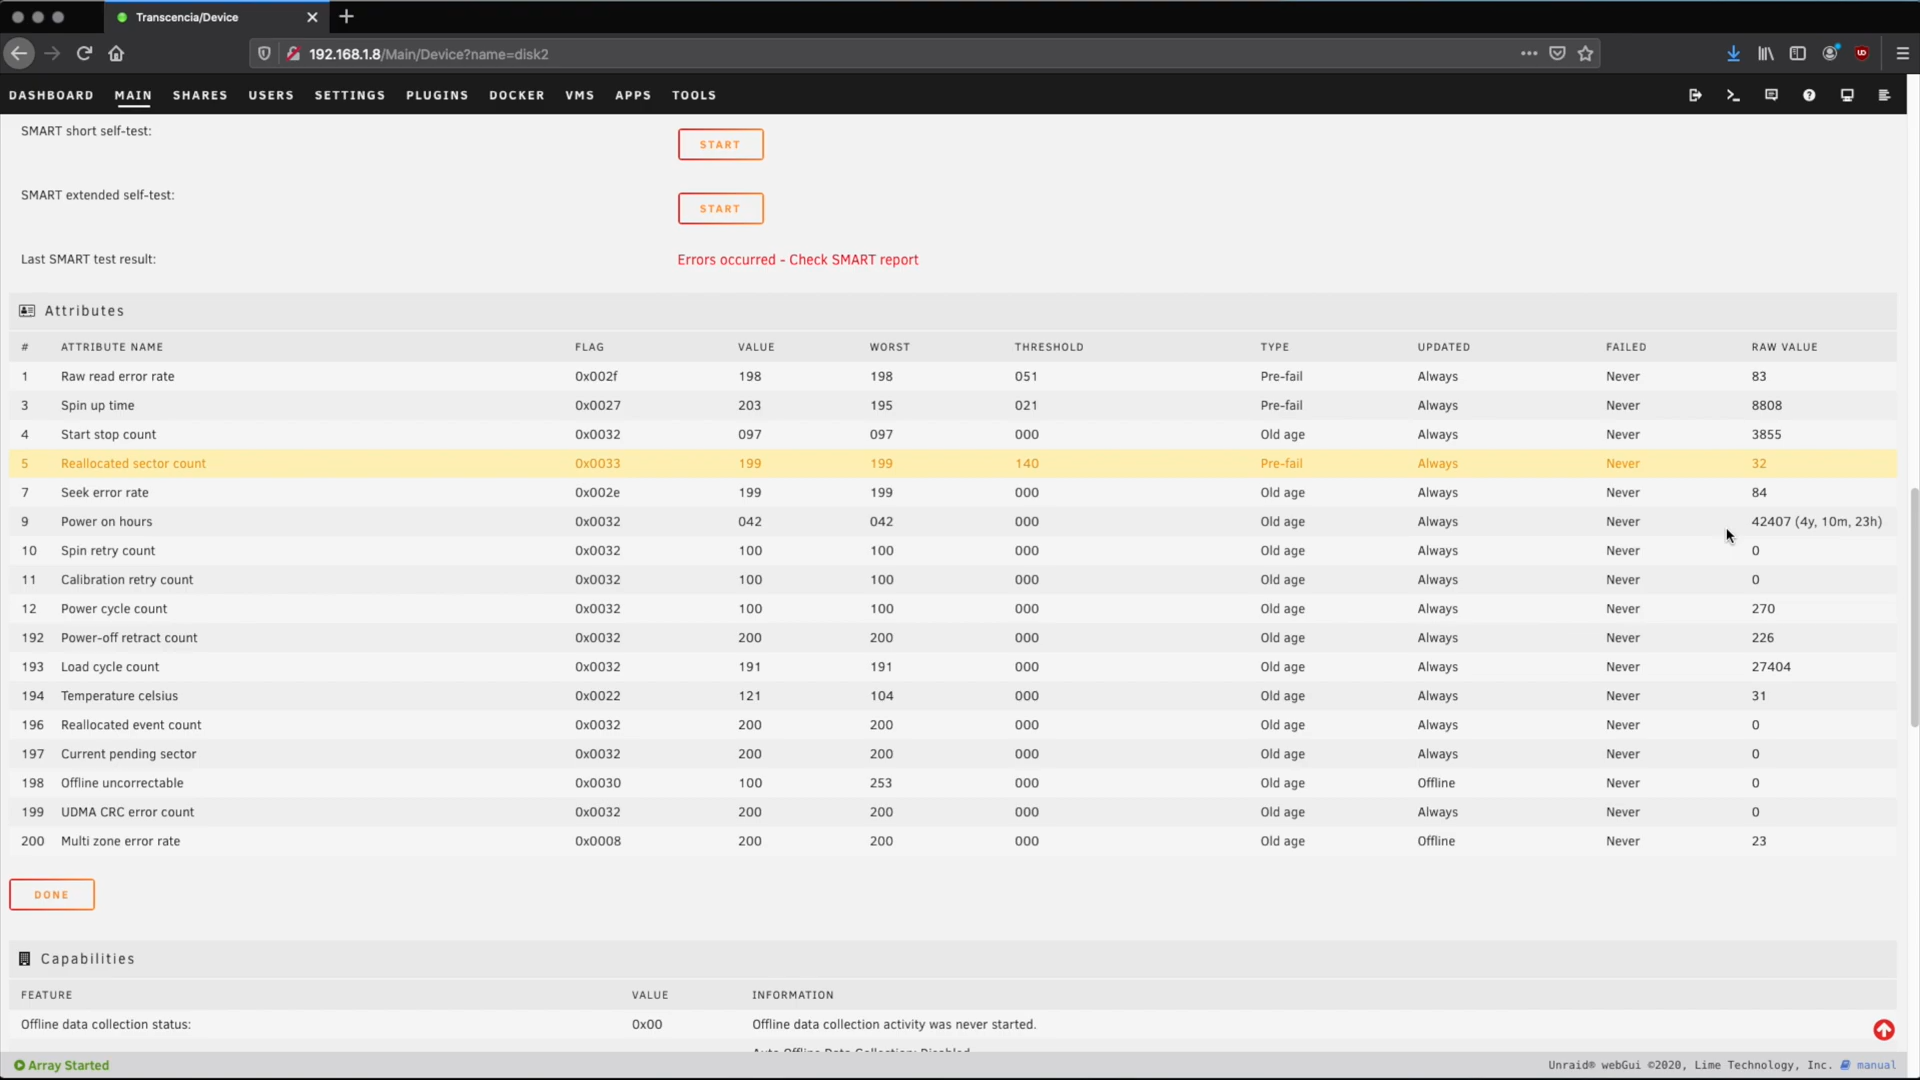 Transcencia/Device
192.168.1.8/Main/Device?name=disk2
DASHBOARD MAIN SHARES USERS SETTINGS PLUGINS DOCKER VMS APPS TOOLS
SMART short self-test: START
SMART extended self-test: START
Last SMART test result: Errors occurred - Check SMART report
Attributes
# ATTRIBUTE NAME FLAG VALUE WORST THRESHOLD TYPE UPDATED FAILED RAW VALUE
1 Raw read error rate 0x002f 198 198 051 Pre-fail Always Never 83
3 Spin up time 0x0027 203 195 021 Pre-fail Always Never 8808
4 Start stop count 0x0032 097 097 000 Old age Always Never 3855
5 Reallocated sector count 0x0033 199 199 140 Pre-fail Always Never 32
7 Seek error rate 0x002e 199 199 000 Old age Always Never 84
9 Power on hours 0x0032 042 042 000 Old age Always Never 42407 (4y, 10m, 23h)
10 Spin retry count 0x0032 100 100 000 Old age Always Never 0
11 Calibration retry count 0x0032 100 100 000 Old age Always Never 0
12 Power cycle count 0x0032 100 100 000 Old age Always Never 270
192 Power-off retract count 0x0032 200 200 000 Old age Always Never 226
193 Load cycle count 0x0032 191 191 000 Old age Always Never 27404
194 Temperature celsius 0x0022 121 104 000 Old age Always Never 31
196 Reallocated event count 0x0032 200 200 000 Old age Always Never 0
197 Current pending sector 0x0032 200 200 000 Old age Always Never 0
198 Offline uncorrectable 0x0030 100 253 000 Old age Offline Never 0
199 UDMA CRC error count 0x0032 200 200 000 Old age Always Never 0
200 Multi zone error rate 0x0008 200 200 000 Old age Offline Never 23
DONE
Capabilities
FEATURE VALUE INFORMATION
Offline data collection status: 0x00 Offline data collection activity was never started.
Auto Offline Data Collection: Disabled
Array Started Unraid® webGui ©2020, Lime Technology, Inc. manual